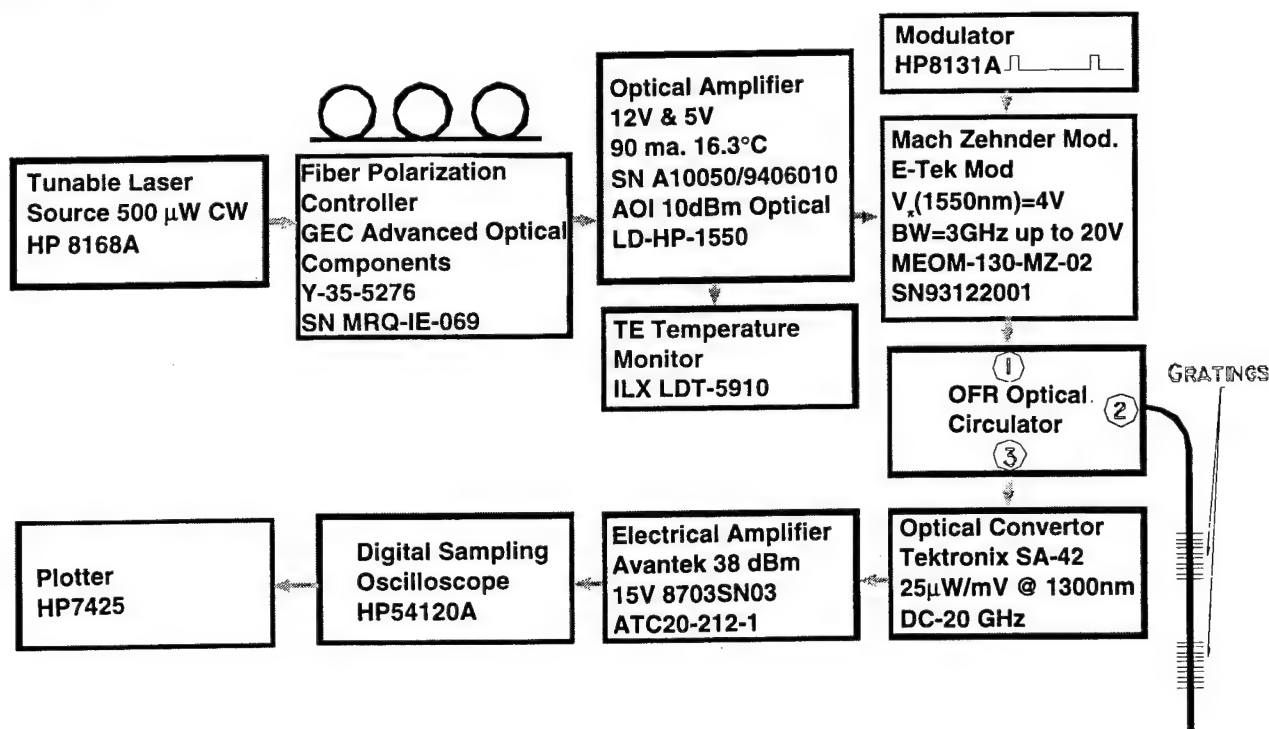 Tunable Laser
Source 500 μW CW
HP 8168A
Fiber Polarization
Controller
GEC Advanced Optical
Components
Y-35-5276
SN MRQ-IE-069
Optical Amplifier
12V & 5V
90 ma. 16.3°C
SN A10050/9406010
AOI 10dBm Optical
LD-HP-1550
TE Temperature
Monitor
ILX LDT-5910
Modulator
HP8131A
Mach Zehnder Mod.
E-Tek Mod
Vπ(1550nm)=4V
BW=3GHz up to 20V
MEOM-130-MZ-02
SN93122001
1
OFR Optical
Circulator
2
3
GRATINGS
Optical Convertor
Tektronix SA-42
25μW/mV @ 1300nm
DC-20 GHz
Electrical Amplifier
Avantek 38 dBm
15V 8703SN03
ATC20-212-1
Digital Sampling
Oscilloscope
HP54120A
Plotter
HP7425